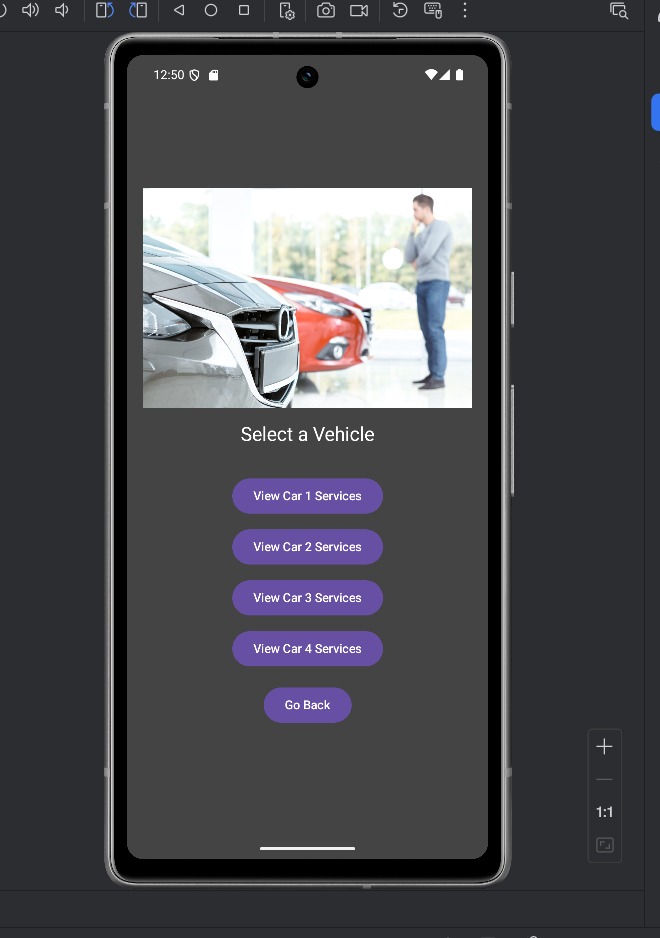 12:50
Select a Vehicle
View Car 1 Services
View Car 2 Services
View Car 3 Services
View Car 4 Services
Go Back
1:1